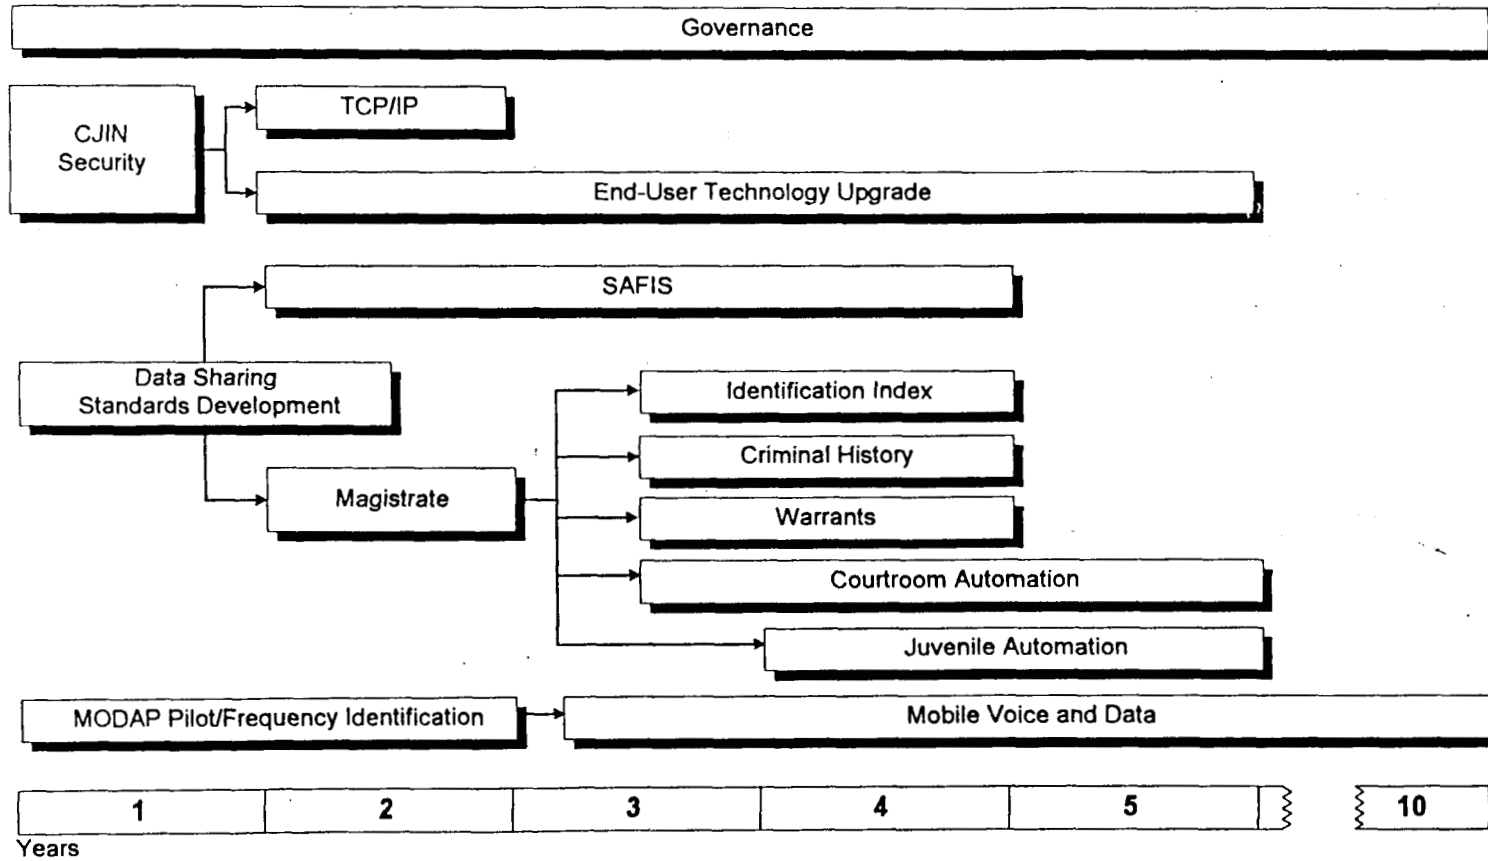 Governance
CJIN
Security
TCP/IP
End-User Technology Upgrade
SAFIS
Data Sharing
Standards Development
Identification Index
Criminal History
Magistrate
Warrants
Courtroom Automation
Juvenile Automation
MODAP Pilot/Frequency Identification
Mobile Voice and Data
1 2 3 4 5 10
Years